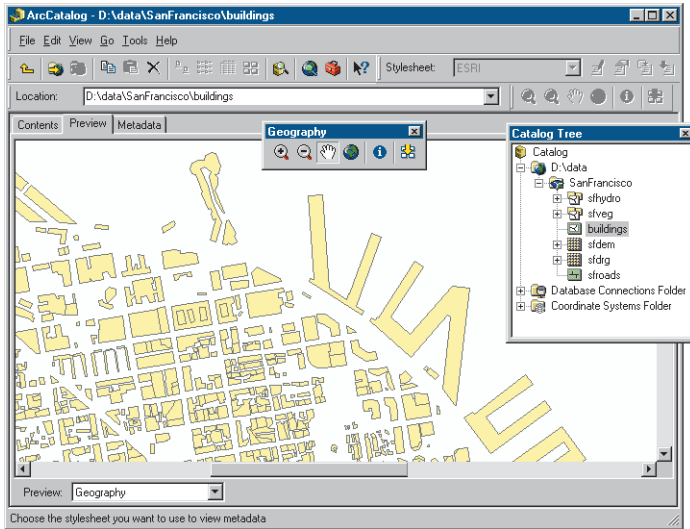 ArcCatalog - D:\data\SanFrancisco\buildings
File Edit View Go Tools Help
Stylesheet: ESRI
Location: D:\data\SanFrancisco\buildings
Contents Preview Metadata
Geography
Catalog Tree
Catalog
D:\data
SanFrancisco
sfhydro
sfveg
buildings
sfdem
sfdrg
sfroads
Database Connections Folder
Coordinate Systems Folder
Preview: Geography
Choose the stylesheet you want to use to view metadata